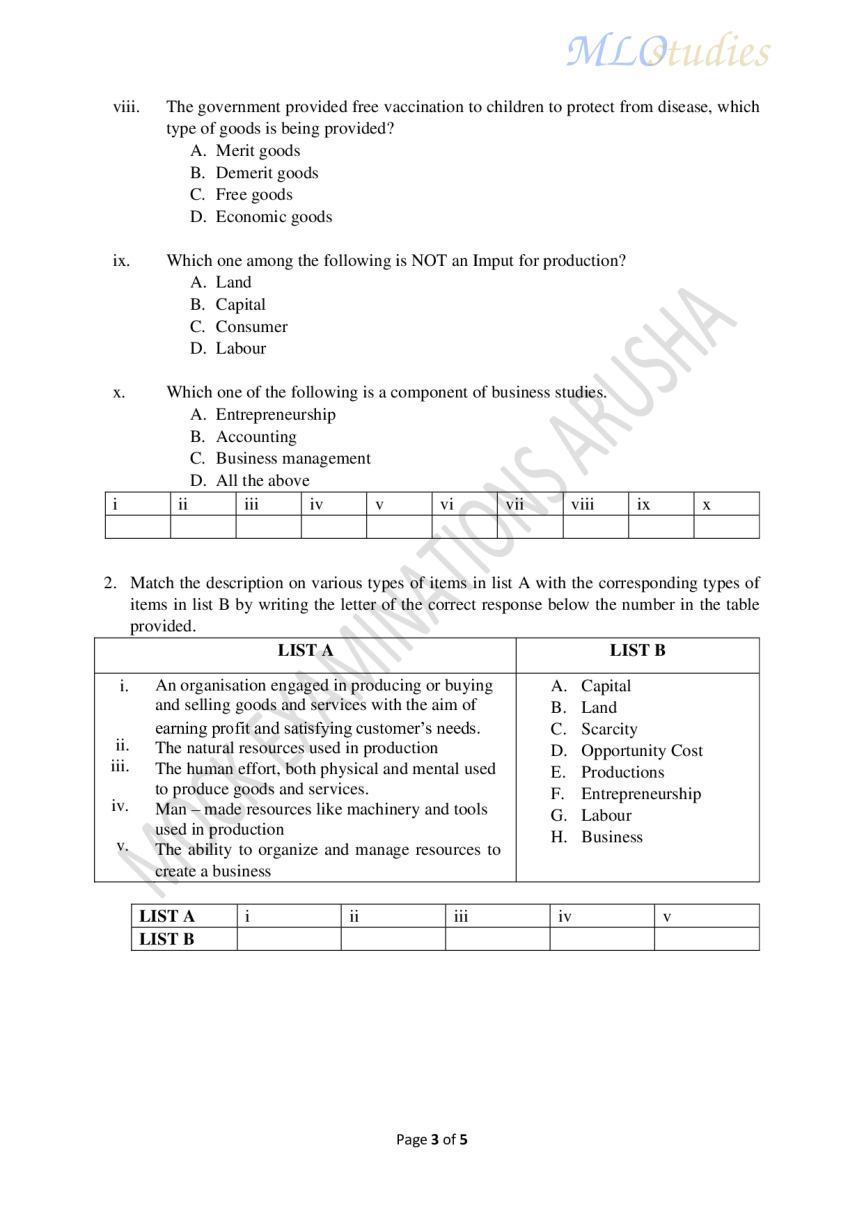 MLOstudies
viii. The government provided free vaccination to children to protect from disease, which
type of goods is being provided?
A. Merit goods
B. Demerit goods
C. Free goods
D. Economic goods
ix. Which one among the following is NOT an Imput for production?
A. Land
B. Capital
C. Consumer
D. Labour
x. Which one of the following is a component of business studies.
A. Entrepreneurship
B. Accounting
C. Business management
D. All the above
i ii iii iv v vi vii viii ix x
2. Match the description on various types of items in list A with the corresponding types of
items in list B by writing the letter of the correct response below the number in the table
provided.
LIST A LIST B
i. An organisation engaged in producing or buying
and selling goods and services with the aim of
earning profit and satisfying customer’s needs.
ii. The natural resources used in production
iii. The human effort, both physical and mental used
to produce goods and services.
iv. Man – made resources like machinery and tools
used in production
v. The ability to organize and manage resources to
create a business
A. Capital
B. Land
C. Scarcity
D. Opportunity Cost
E. Productions
F. Entrepreneurship
G. Labour
H. Business
LIST A i ii iii iv v
LIST B
MOCK EXAMINATIONS ARUSHA
Page 3 of 5